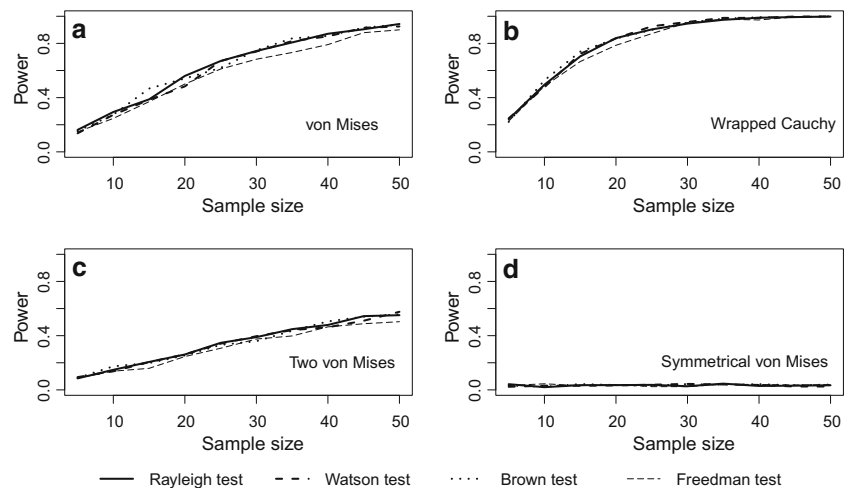 a
Power
0.0 0.4 0.8
von Mises
10 20 30 40 50
Sample size
b
Power
0.0 0.4 0.8
Wrapped Cauchy
10 20 30 40 50
Sample size
c
Power
0.0 0.4 0.8
Two von Mises
10 20 30 40 50
Sample size
d
Power
0.0 0.4 0.8
Symmetrical von Mises
10 20 30 40 50
Sample size
Rayleigh test Watson test Brown test Freedman test